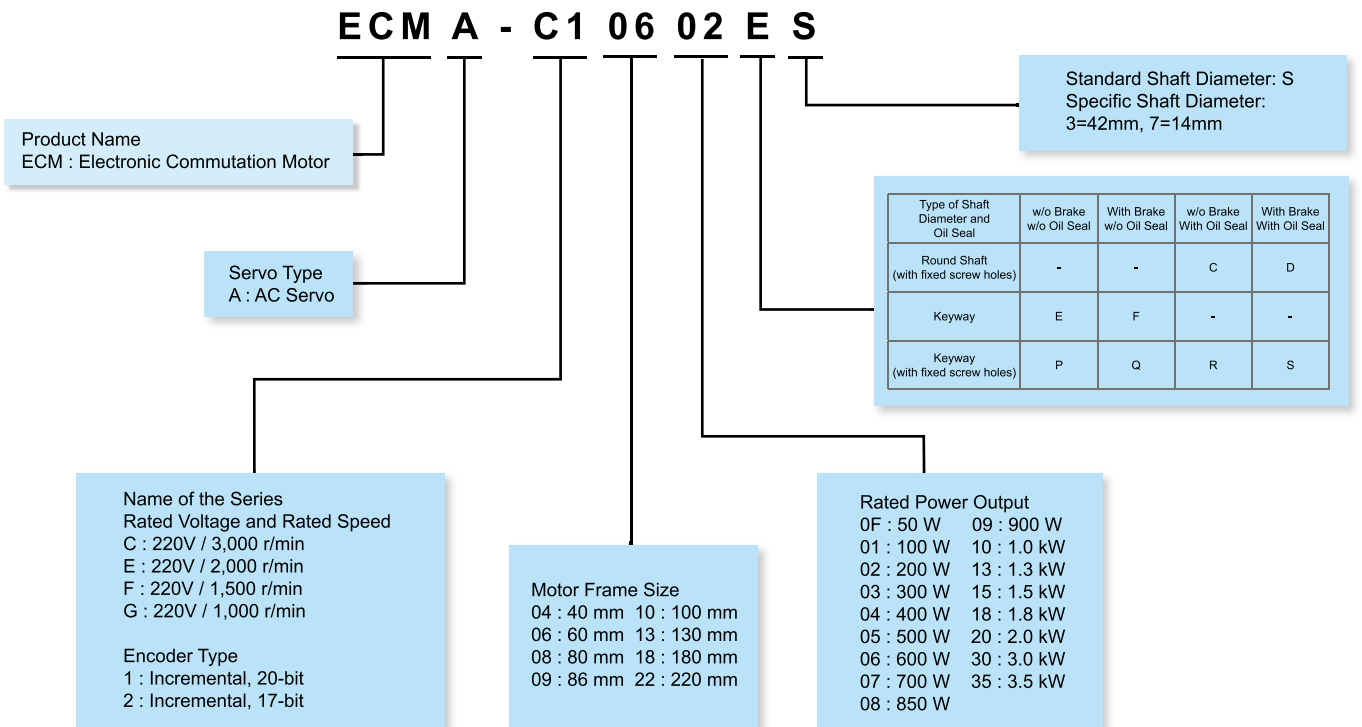 ECM A - C1 06 02 E S
Standard Shaft Diameter: S
Specific Shaft Diameter:
3=42mm, 7=14mm
Product Name
ECM : Electronic Commutation Motor
Type of Shaft
Diameter and
Oil Seal
w/o Brake
w/o Oil Seal
With Brake
w/o Oil Seal
w/o Brake
With Oil Seal
With Brake
With Oil Seal
Round Shaft
(with fixed screw holes)
- - C D
Keyway
E F - -
Keyway
(with fixed screw holes)
P Q R S
Servo Type
A : AC Servo
Name of the Series
Rated Voltage and Rated Speed
C : 220V / 3,000 r/min
E : 220V / 2,000 r/min
F : 220V / 1,500 r/min
G : 220V / 1,000 r/min
Encoder Type
1 : Incremental, 20-bit
2 : Incremental, 17-bit
Motor Frame Size
04 : 40 mm 10 : 100 mm
06 : 60 mm 13 : 130 mm
08 : 80 mm 18 : 180 mm
09 : 86 mm 22 : 220 mm
Rated Power Output
0F : 50 W 09 : 900 W
01 : 100 W 10 : 1.0 kW
02 : 200 W 13 : 1.3 kW
03 : 300 W 15 : 1.5 kW
04 : 400 W 18 : 1.8 kW
05 : 500 W 20 : 2.0 kW
06 : 600 W 30 : 3.0 kW
07 : 700 W 35 : 3.5 kW
08 : 850 W